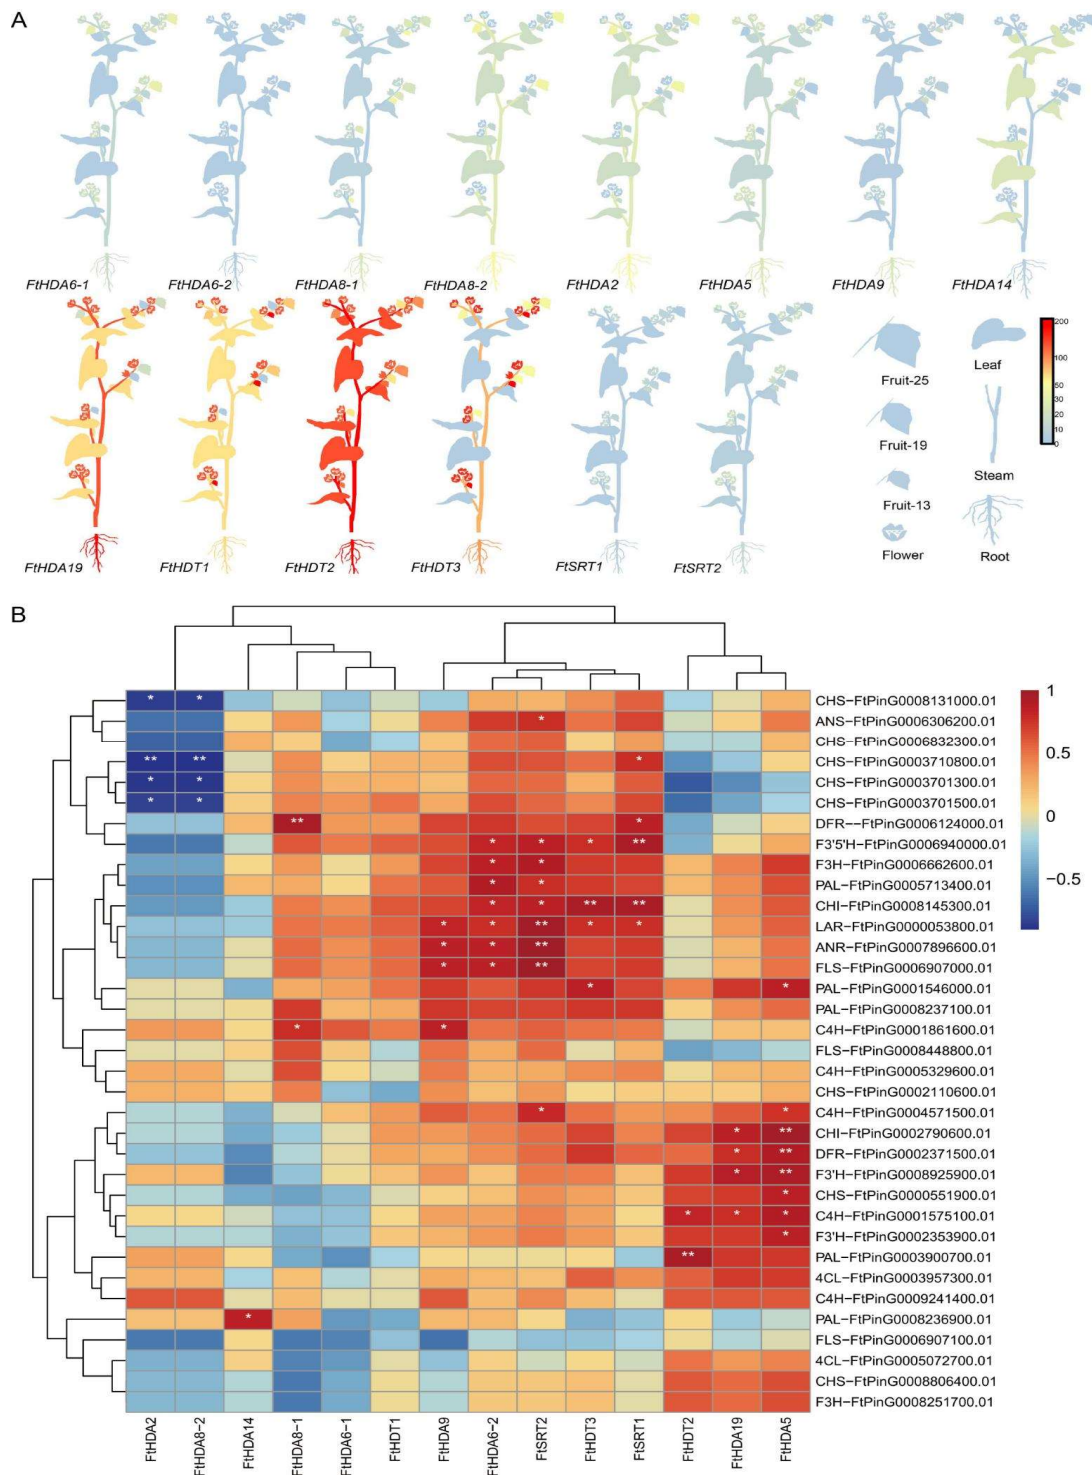 A
FtHDA6-1 FtHDA6-2 FtHDA8-1 FtHDA8-2 FtHDA2 FtHDA5 FtHDA9 FtHDA14
200
100
50
30
20
10
0
Fruit-25
Leaf
Fruit-19
Steam
Fruit-13
Flower
Root
FtHDA19 FtHDT1 FtHDT2 FtHDT3 FtSRT1 FtSRT2
B
* * CHS-FtPinG0008131000.01
* ANS-FtPinG0006306200.01
CHS-FtPinG0006832300.01
** ** * CHS-FtPinG0003710800.01
* * CHS-FtPinG0003701300.01
* * CHS-FtPinG0003701500.01
** * DFR--FtPinG0006124000.01
* * * ** F3'5'H-FtPinG0006940000.01
* * F3H-FtPinG0006662600.01
* * PAL-FtPinG0005713400.01
* * ** ** CHI-FtPinG0008145300.01
* * ** * * LAR-FtPinG0000053800.01
* * ** ANR-FtPinG0007896600.01
* * ** FLS-FtPinG0006907000.01
* * PAL-FtPinG0001546000.01
PAL-FtPinG0008237100.01
* * C4H-FtPinG0001861600.01
FLS-FtPinG0008448800.01
C4H-FtPinG0005329600.01
CHS-FtPinG0002110600.01
* * C4H-FtPinG0004571500.01
* ** CHI-FtPinG0002790600.01
* ** DFR-FtPinG0002371500.01
* ** F3'H-FtPinG0008925900.01
* CHS-FtPinG0000551900.01
* * * C4H-FtPinG0001575100.01
* F3'H-FtPinG0002353900.01
** PAL-FtPinG0003900700.01
4CL-FtPinG0003957300.01
C4H-FtPinG0009241400.01
* PAL-FtPinG0008236900.01
FLS-FtPinG0006907100.01
4CL-FtPinG0005072700.01
CHS-FtPinG0008806400.01
F3H-FtPinG0008251700.01
1
0.5
0
−0.5
FtHDA2 FtHDA8-2 FtHDA14 FtHDA8-1 FtHDA6-1 FtHDT1 FtHDA9 FtHDA6-2 FtSRT2 FtHDT3 FtSRT1 FtHDT2 FtHDA19 FtHDA5